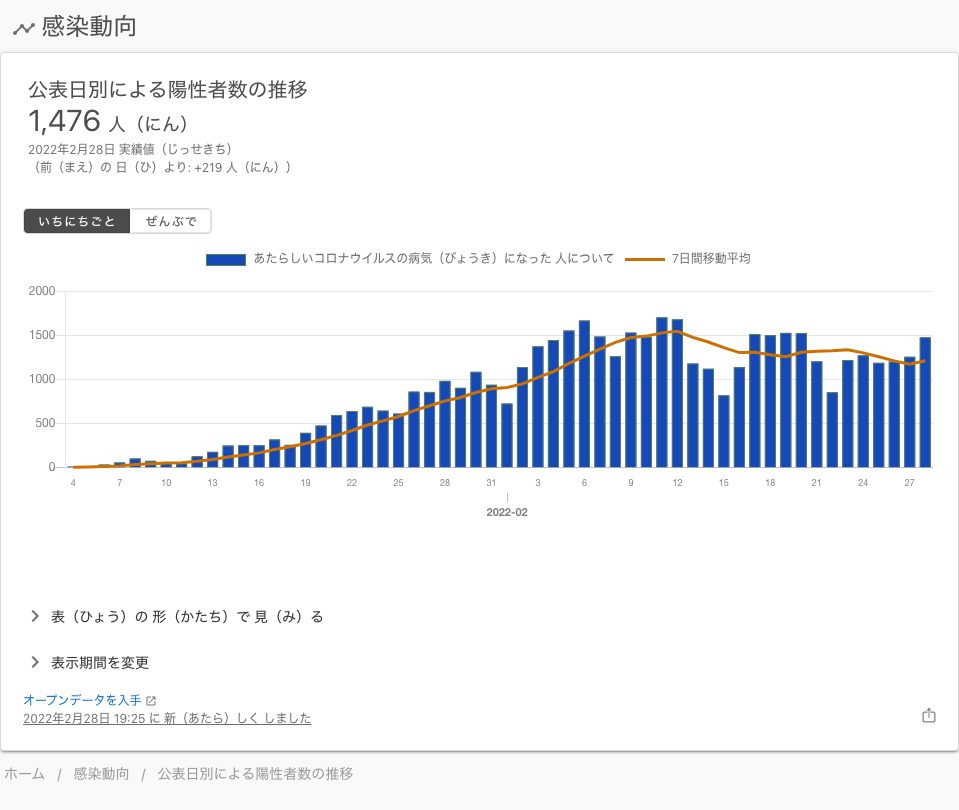 感染動向
公表日別による陽性者数の推移
1,476 人（にん）
2022年2月28日 実績値（じっせきち）
（前（まえ）の 日（ひ）より: +219 人（にん））
いちにちごと ぜんぶで
あたらしいコロナウイルスの病気（びょうき）になった 人について 7日間移動平均
2000
1500
1000
500
0
4 7 10 13 16 19 22 25 28 31 3 6 9 12 15 18 21 24 27
2022-02
表（ひょう）の 形（かたち）で 見（み）る
表示期間を変更
オープンデータを入手
2022年2月28日 19:25 に 新（あたら）しく しました
ホーム / 感染動向 / 公表日別による陽性者数の推移